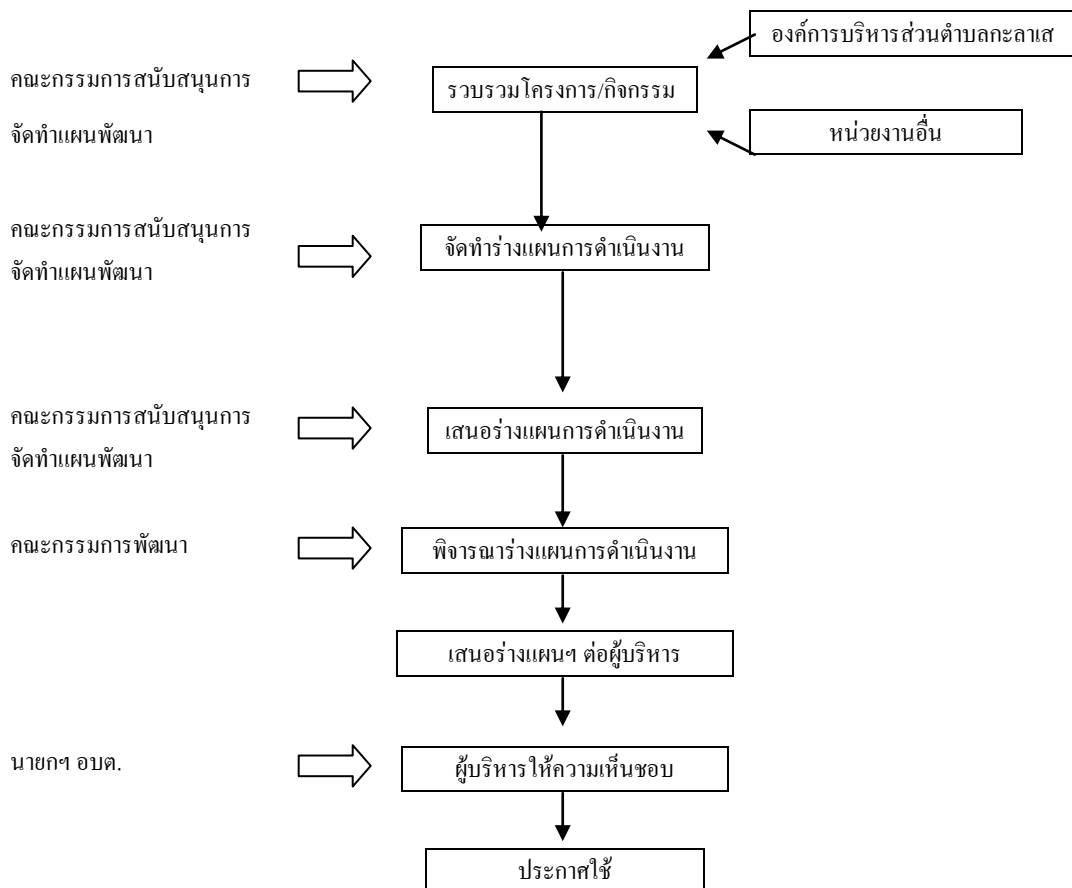 องค์การบริหารส่วนตำบลกะลาเส
คณะกรรมการสนับสนุนการ
จัดทำแผนพัฒนา
รวบรวมโครงการ/กิจกรรม
หน่วยงานอื่น
คณะกรรมการสนับสนุนการ
จัดทำแผนพัฒนา
จัดทำร่างแผนการดำเนินงาน
คณะกรรมการสนับสนุนการ
จัดทำแผนพัฒนา
เสนอร่างแผนการดำเนินงาน
คณะกรรมการพัฒนา
พิจารณาร่างแผนการดำเนินงาน
เสนอร่างแผนฯ ต่อผู้บริหาร
นายกฯ อบต.
ผู้บริหารให้ความเห็นชอบ
ประกาศใช้